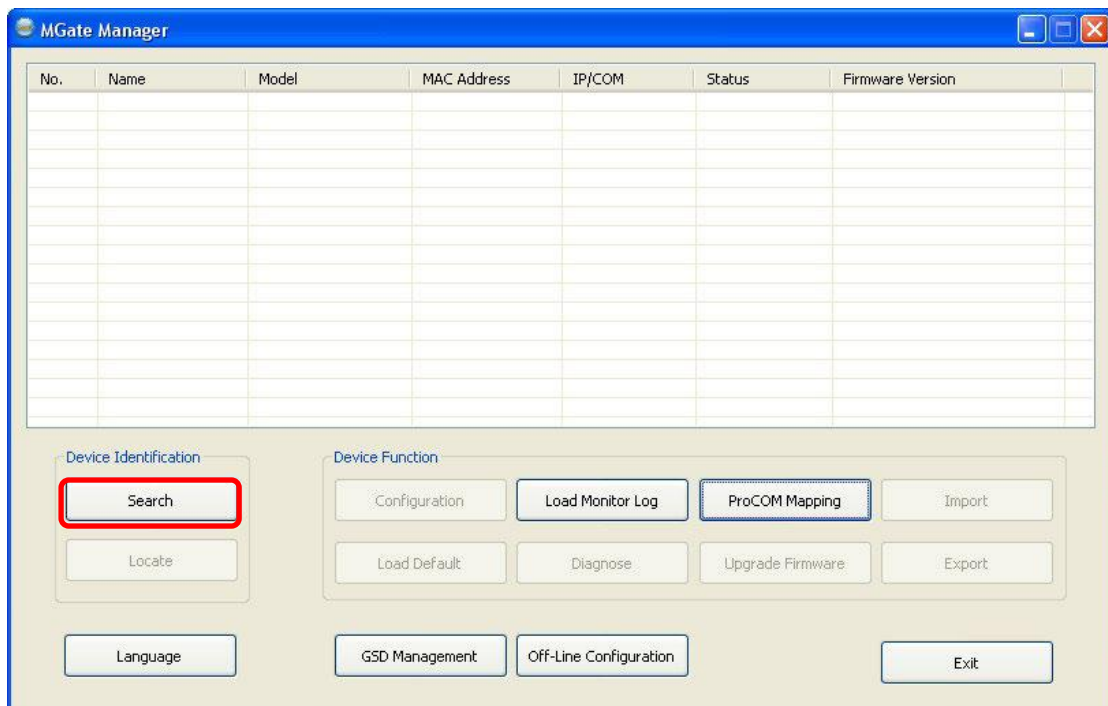 MGate Manager
No. Name Model MAC Address IP/COM Status Firmware Version
Device Identification Device Function
Search Configuration Load Monitor Log ProCOM Mapping Import
Locate Load Default Diagnose Upgrade Firmware Export
Language GSD Management Off-Line Configuration Exit